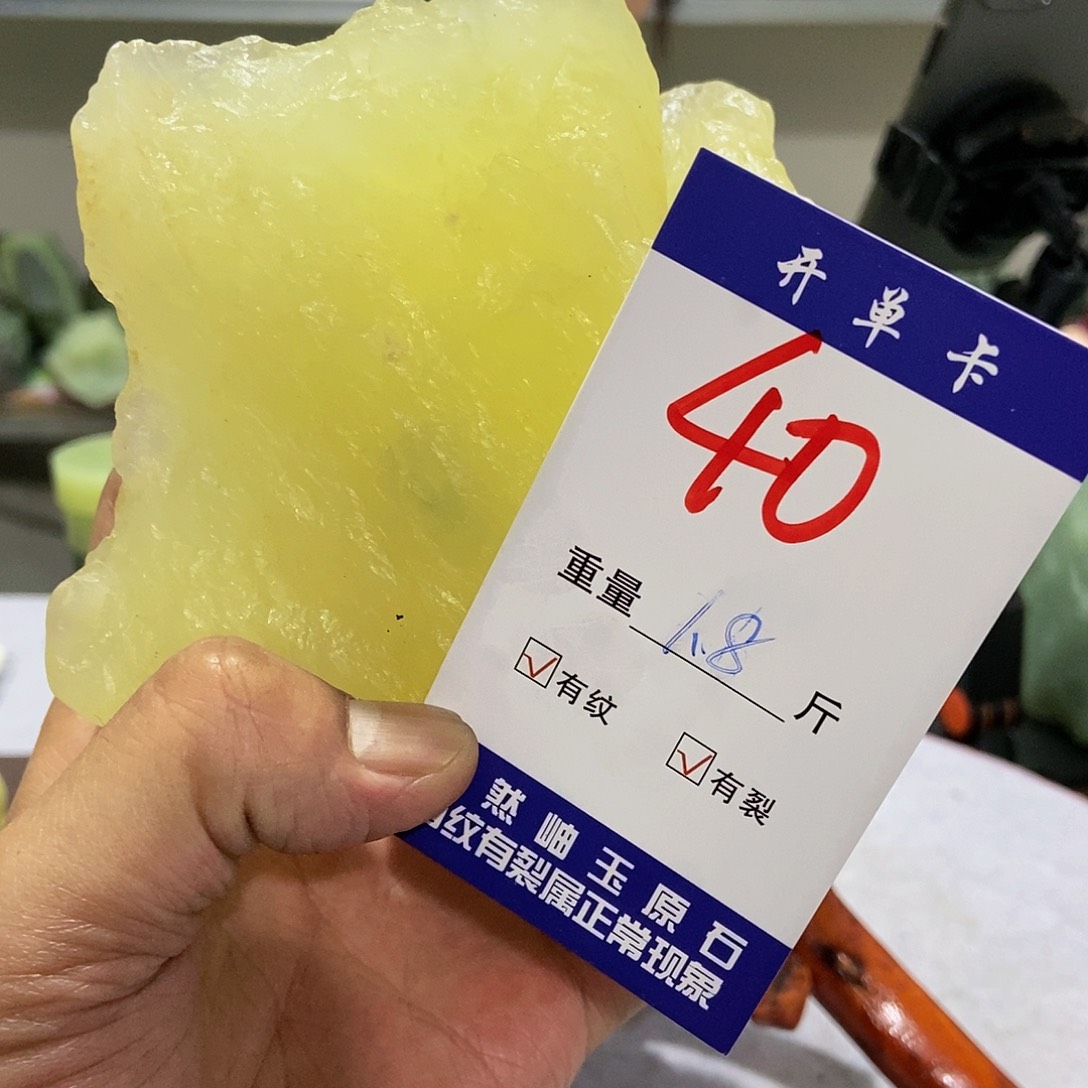 开单卡
40
重量 1.8 斤
有纹 有裂
然岫玉原石
纹有裂属正常现象